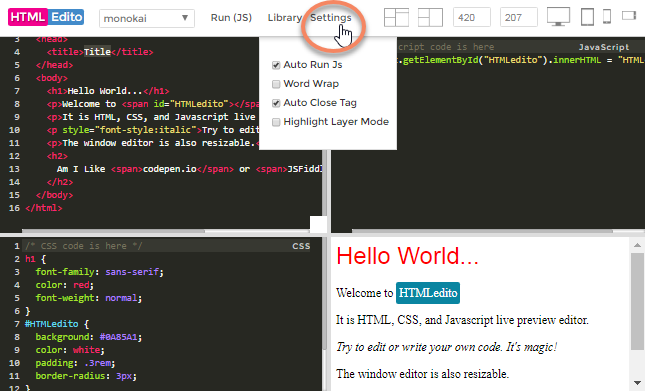 HTML Edito monokai Run (JS) Library Settings 420 207
3 <head>
4 <title>Title</title>
5 </head>
6 <body>
7 <h1>Hello World...</h1>
8 <p>Welcome to <span id="HTMLedito"></sp
9 <p>It is HTML, CSS, and Javascript live
10 <p style="font-style:italic">Try to edit
11 <p>The window editor is also resizable.<
12 <h2>
13 Am I Like <span>codepen.io</span> or <span>JSFiddl
14 </h2>
15 </body>
16 </html>
Auto Run Js
Word Wrap
Auto Close Tag
Highlight Layer Mode
script code is here JavaScript
t.getElementById("HTMLedito").innerHTML = "HTML
1 /* CSS code is here */ CSS
2 h1 {
3 font-family: sans-serif;
4 color: red;
5 font-weight: normal;
6 }
7 #HTMLedito {
8 background: #0A85A1;
9 color: white;
10 padding: .3rem;
11 border-radius: 3px;
Hello World...
Welcome to HTMLedito
It is HTML, CSS, and Javascript live preview editor.
Try to edit or write your own code. It's magic!
The window editor is also resizable.